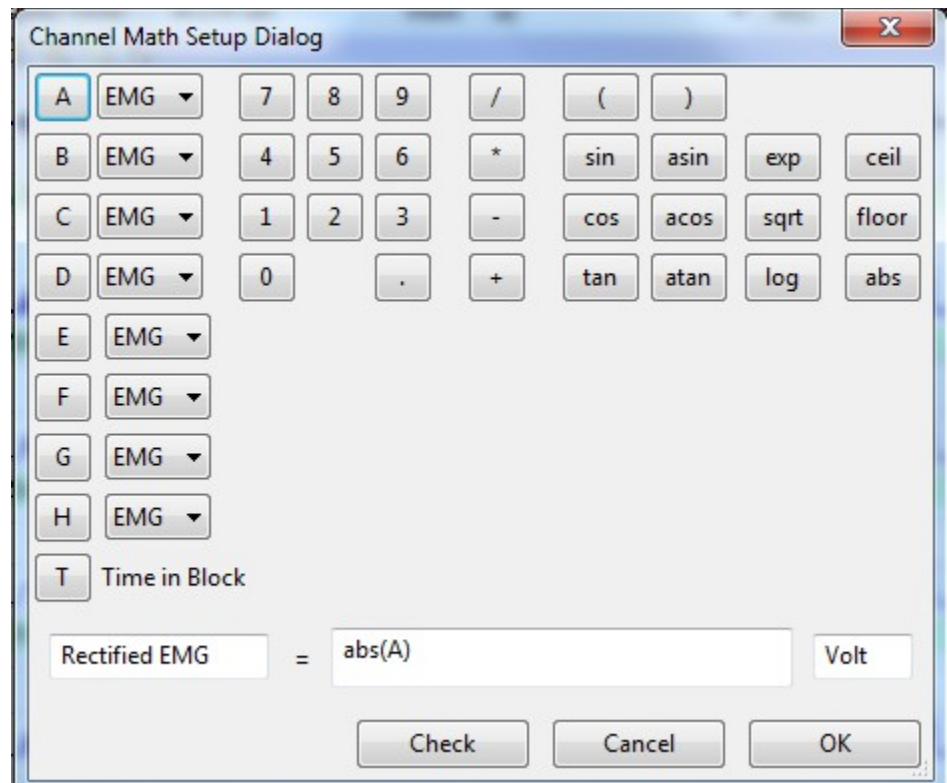 Channel Math Setup Dialog
A EMG 7 8 9 / ( )
B EMG 4 5 6 * sin asin exp ceil
C EMG 1 2 3 - cos acos sqrt floor
D EMG 0 . + tan atan log abs
E EMG
F EMG
G EMG
H EMG
T Time in Block
Rectified EMG = abs(A) Volt
Check Cancel OK